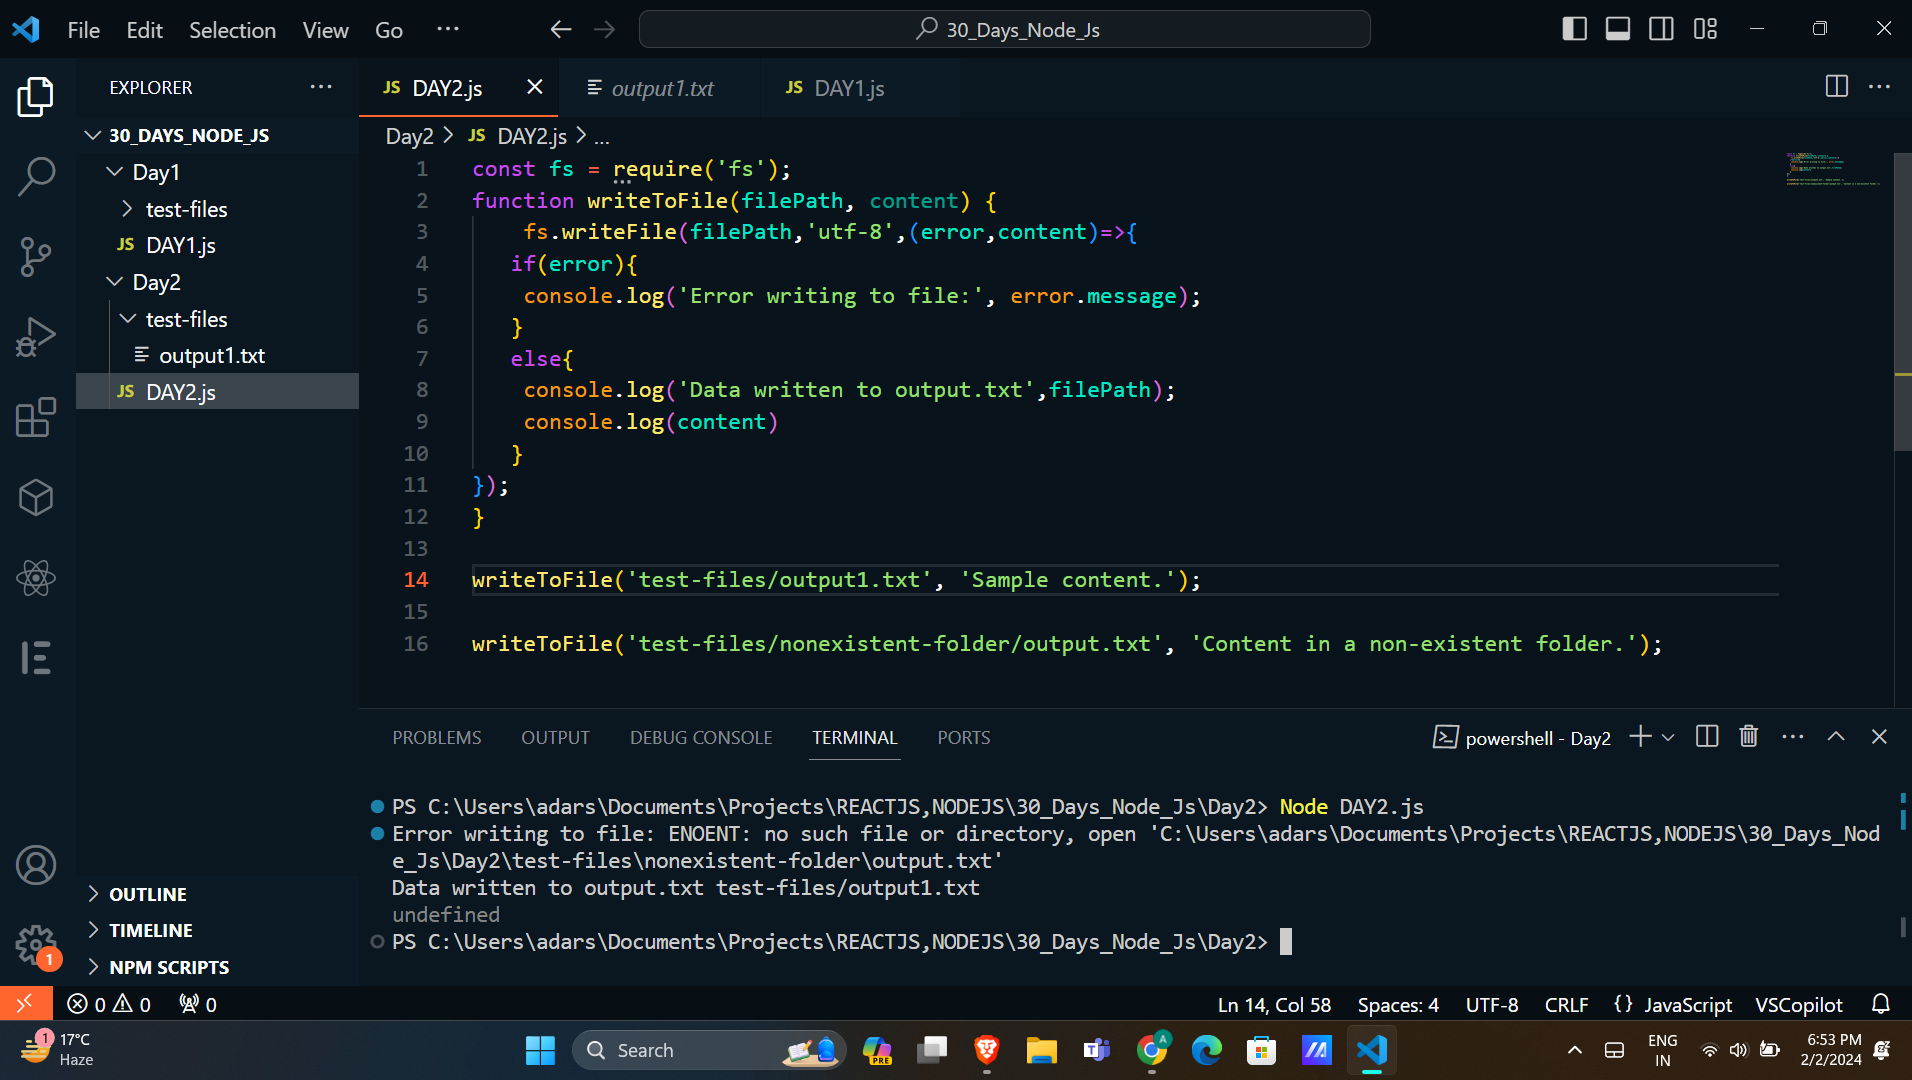 File Edit Selection View Go ··· 30_Days_Node_Js
EXPLORER ···
JS DAY2.js output1.txt JS DAY1.js
30_DAYS_NODE_JS
Day1
test-files
JS DAY1.js
Day2
test-files
output1.txt
JS DAY2.js
OUTLINE
TIMELINE
NPM SCRIPTS
1
Day2 > JS DAY2.js > ...
1 const fs = require('fs');
2 function writeToFile(filePath, content) {
3 fs.writeFile(filePath,'utf-8',(error,content)=>{
4 if(error){
5 console.log('Error writing to file:', error.message);
6 }
7 else{
8 console.log('Data written to output.txt',filePath);
9 console.log(content)
10 }
11 });
12 }
13
14 writeToFile('test-files/output1.txt', 'Sample content.');
15
16 writeToFile('test-files/nonexistent-folder/output.txt', 'Content in a non-existent folder.');
PROBLEMS OUTPUT DEBUG CONSOLE TERMINAL PORTS powershell - Day2
PS C:\Users\adars\Documents\Projects\REACTJS,NODEJS\30_Days_Node_Js\Day2> Node DAY2.js
Error writing to file: ENOENT: no such file or directory, open 'C:\Users\adars\Documents\Projects\REACTJS,NODEJS\30_Days_Nod
e_Js\Day2\test-files\nonexistent-folder\output.txt'
Data written to output.txt test-files/output1.txt
undefined
PS C:\Users\adars\Documents\Projects\REACTJS,NODEJS\30_Days_Node_Js\Day2>
0 0 0 Ln 14, Col 58 Spaces: 4 UTF-8 CRLF {} JavaScript VSCopilot
1 17°C
Haze
Search
PRE
A
ENG
IN
6:53 PM
2/2/2024